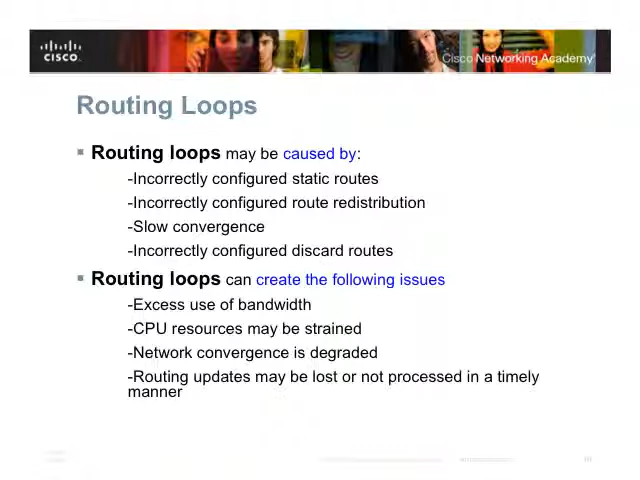 CISCO
Cisco Networking Academy
Routing Loops
Routing loops may be caused by:
-Incorrectly configured static routes
-Incorrectly configured route redistribution
-Slow convergence
-Incorrectly configured discard routes
Routing loops can create the following issues
-Excess use of bandwidth
-CPU resources may be strained
-Network convergence is degraded
-Routing updates may be lost or not processed in a timely
manner